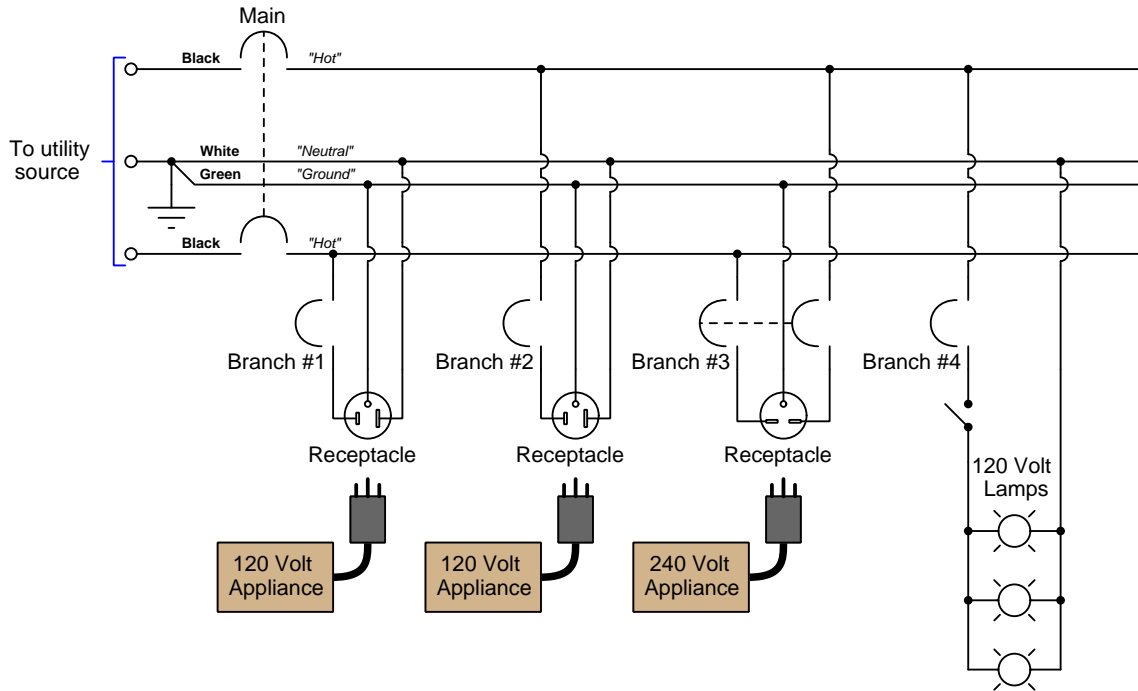 Main
Black
"Hot"
To utility
source
White
"Neutral"
Green
"Ground"
Black
"Hot"
Branch #1
Branch #2
Branch #3
Branch #4
Receptacle
Receptacle
Receptacle
120 Volt
Lamps
120 Volt
Appliance
120 Volt
Appliance
240 Volt
Appliance